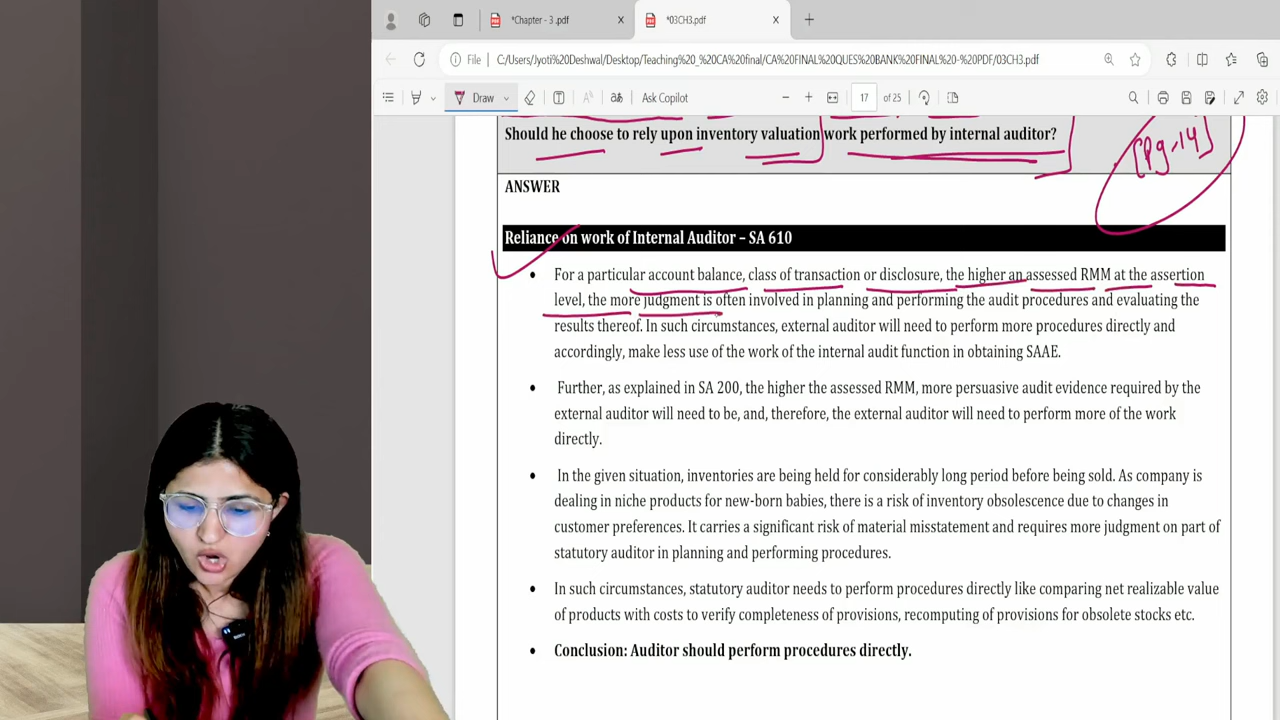 *Chapter - 3 .pdf
*03CH3.pdf
File
C:/Users/Jyoti%20Deshwal/Desktop/Teaching%20_%20CA%20final/CA%20FINAL%20QUES%20BANK%20FINAL%20-%20PDF/03CH3.pdf
Draw
Ask Copilot
17 of 25
Should he choose to rely upon inventory valuation work performed by internal auditor?
[Pg-14]
ANSWER
Reliance on work of Internal Auditor – SA 610
• For a particular account balance, class of transaction or disclosure, the higher an assessed RMM at the assertion
level, the more judgment is often involved in planning and performing the audit procedures and evaluating the
results thereof. In such circumstances, external auditor will need to perform more procedures directly and
accordingly, make less use of the work of the internal audit function in obtaining SAAE.
• Further, as explained in SA 200, the higher the assessed RMM, more persuasive audit evidence required by the
external auditor will need to be, and, therefore, the external auditor will need to perform more of the work
directly.
• In the given situation, inventories are being held for considerably long period before being sold. As company is
dealing in niche products for new-born babies, there is a risk of inventory obsolescence due to changes in
customer preferences. It carries a significant risk of material misstatement and requires more judgment on part of
statutory auditor in planning and performing procedures.
• In such circumstances, statutory auditor needs to perform procedures directly like comparing net realizable value
of products with costs to verify completeness of provisions, recomputing of provisions for obsolete stocks etc.
• Conclusion: Auditor should perform procedures directly.